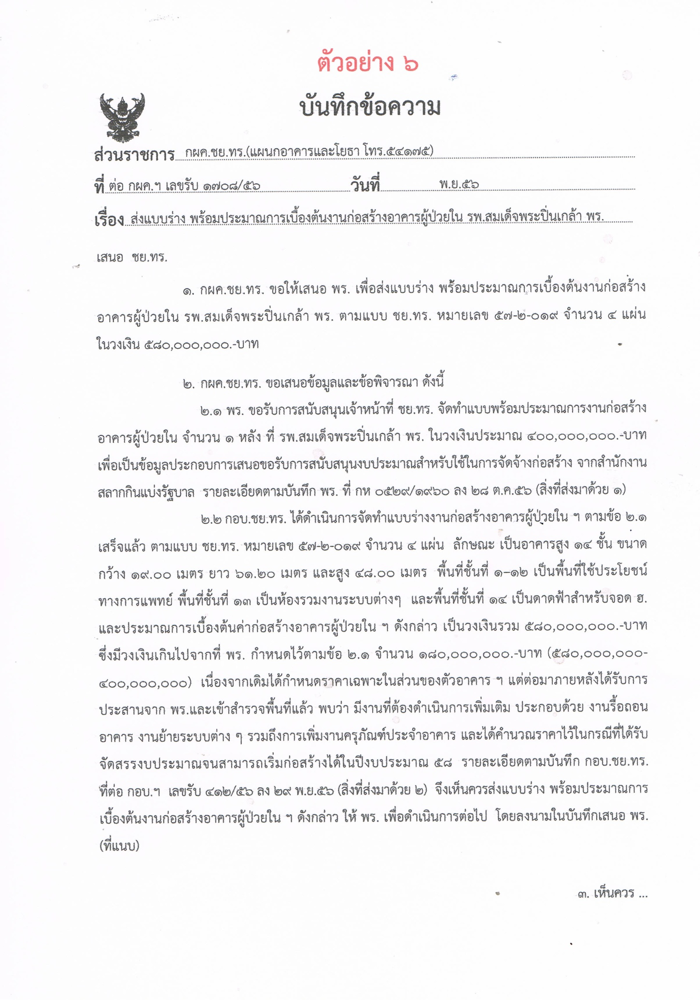 ตัวอย่าง ๖
บันทึกข้อความ
ส่วนราชการ กผค.ชย.ทร.(แผนกอาคารและโยธา โทร.๕๔๑๗๕)
ที่ ต่อ กผค.ฯ เลขรับ ๑๗๐๘/๕๖ วันที่ พ.ย.๕๖
เรื่อง ส่งแบบร่าง พร้อมประมาณการเบื้องต้นงานก่อสร้างอาคารผู้ป่วยใน รพ.สมเด็จพระปิ่นเกล้า พร.
เสนอ ชย.ทร.
๑. กผค.ชย.ทร. ขอให้เสนอ พร. เพื่อส่งแบบร่าง พร้อมประมาณการเบื้องต้นงานก่อสร้าง
อาคารผู้ป่วยใน รพ.สมเด็จพระปิ่นเกล้า พร. ตามแบบ ชย.ทร. หมายเลข ๕๗-๒-๐๑๙ จำนวน ๔ แผ่น
ในวงเงิน ๕๘๐,๐๐๐,๐๐๐.-บาท
๒. กผค.ชย.ทร. ขอเสนอข้อมูลและข้อพิจารณา ดังนี้
๒.๑ พร. ขอรับการสนับสนุนเจ้าหน้าที่ ชย.ทร. จัดทำแบบพร้อมประมาณการงานก่อสร้าง
อาคารผู้ป่วยใน จำนวน ๑ หลัง ที่ รพ.สมเด็จพระปิ่นเกล้า พร. ในวงเงินประมาณ ๔๐๐,๐๐๐,๐๐๐.-บาท
เพื่อเป็นข้อมูลประกอบการเสนอขอรับการสนับสนุนงบประมาณสำหรับใช้ในการจัดจ้างก่อสร้าง จากสำนักงาน
สลากกินแบ่งรัฐบาล รายละเอียดตามบันทึก พร. ที่ กห ๐๕๒๙/๑๙๖๐ ลง ๒๘ ต.ค.๕๖ (สิ่งที่ส่งมาด้วย ๑)
๒.๒ กอบ.ชย.ทร. ได้ดำเนินการจัดทำแบบร่างงานก่อสร้างอาคารผู้ป่วยใน ฯ ตามข้อ ๒.๑
เสร็จแล้ว ตามแบบ ชย.ทร. หมายเลข ๕๗-๒-๐๑๙ จำนวน ๔ แผ่น ลักษณะ เป็นอาคารสูง ๑๔ ชั้น ขนาด
กว้าง ๑๙.๐๐ เมตร ยาว ๖๑.๒๐ เมตร และสูง ๔๘.๐๐ เมตร พื้นที่ชั้นที่ ๑–๑๒ เป็นพื้นที่ใช้ประโยชน์
ทางการแพทย์ พื้นที่ชั้นที่ ๑๓ เป็นห้องรวมงานระบบต่างๆ และพื้นที่ชั้นที่ ๑๔ เป็นดาดฟ้าสำหรับจอด ฮ.
และประมาณการเบื้องต้นค่าก่อสร้างอาคารผู้ป่วยใน ฯ ดังกล่าว เป็นวงเงินรวม ๕๘๐,๐๐๐,๐๐๐.-บาท
ซึ่งมีวงเงินเกินไปจากที่ พร. กำหนดไว้ตามข้อ ๒.๑ จำนวน ๑๘๐,๐๐๐,๐๐๐.-บาท (๕๘๐,๐๐๐,๐๐๐-
๔๐๐,๐๐๐,๐๐๐) เนื่องจากเดิมได้กำหนดราคาเฉพาะในส่วนของตัวอาคาร ฯ แต่ต่อมาภายหลังได้รับการ
ประสานจาก พร.และเข้าสำรวจพื้นที่แล้ว พบว่า มีงานที่ต้องดำเนินการเพิ่มเติม ประกอบด้วย งานรื้อถอน
อาคาร งานย้ายระบบต่าง ๆ รวมถึงการเพิ่มงานครุภัณฑ์ประจำอาคาร และได้คำนวณราคาไว้ในกรณีที่ได้รับ
จัดสรรงบประมาณจนสามารถเริ่มก่อสร้างได้ในปีงบประมาณ ๕๘ รายละเอียดตามบันทึก กอบ.ชย.ทร.
ที่ต่อ กอบ.ฯ เลขรับ ๔๑๒/๕๖ ลง ๒๙ พ.ย.๕๖ (สิ่งที่ส่งมาด้วย ๒) จึงเห็นควรส่งแบบร่าง พร้อมประมาณการ
เบื้องต้นงานก่อสร้างอาคารผู้ป่วยใน ฯ ดังกล่าว ให้ พร. เพื่อดำเนินการต่อไป โดยลงนามในบันทึกเสนอ พร.
(ที่แนบ)
๓. เห็นควร ...